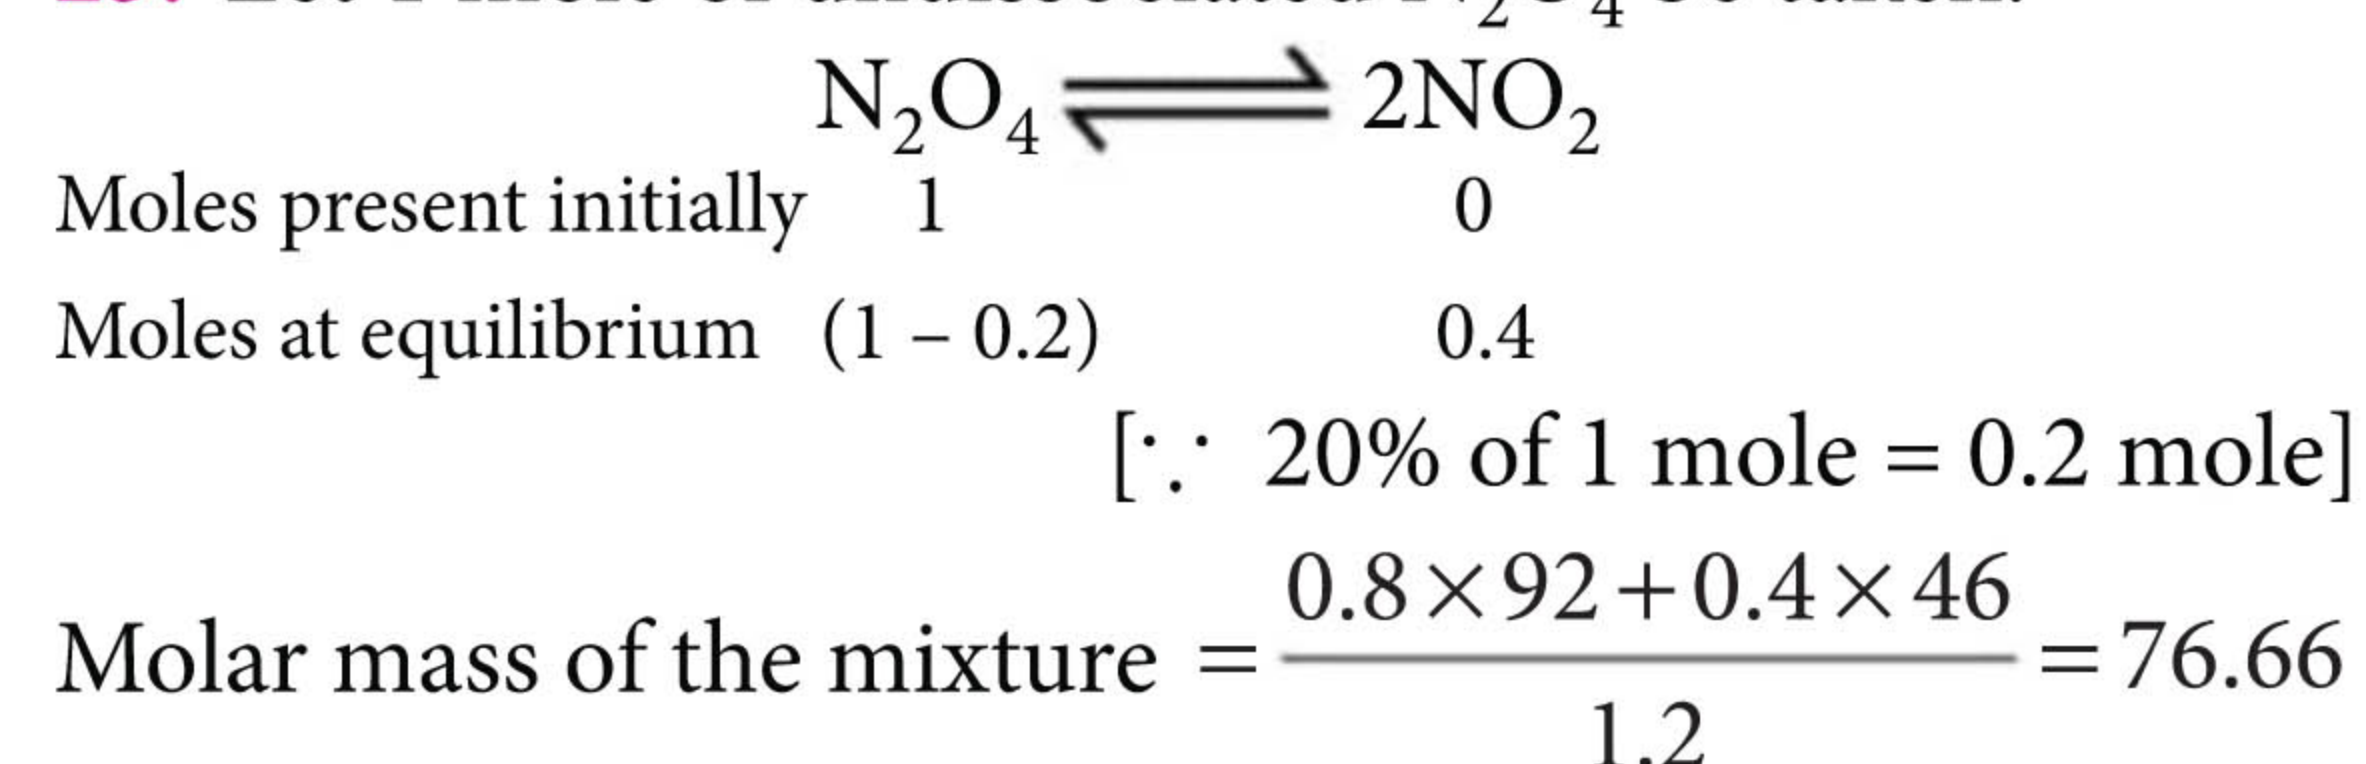 N₂O₄ ⇌ 2NO₂
Moles present initially 1 0
Moles at equilibrium (1 – 0.2) 0.4
[∵ 20% of 1 mole = 0.2 mole]
Molar mass of the mixture = (0.8 × 92 + 0.4 × 46) / 1.2 = 76.66